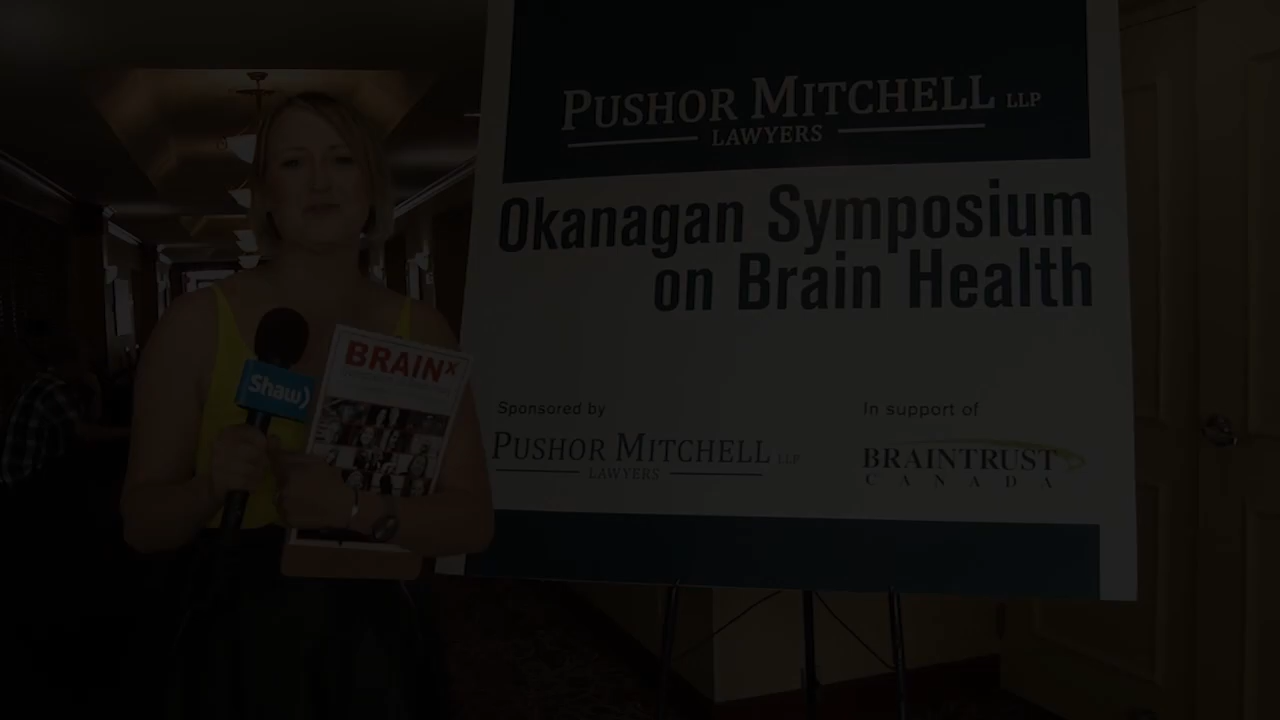 PUSHOR MITCHELL LLP
LAWYERS
Okanagan Symposium
on Brain Health
Sponsored by
PUSHOR MITCHELL LLP
LAWYERS
In support of
BRAINTRUST
CANADA
Shaw)
BRAINx